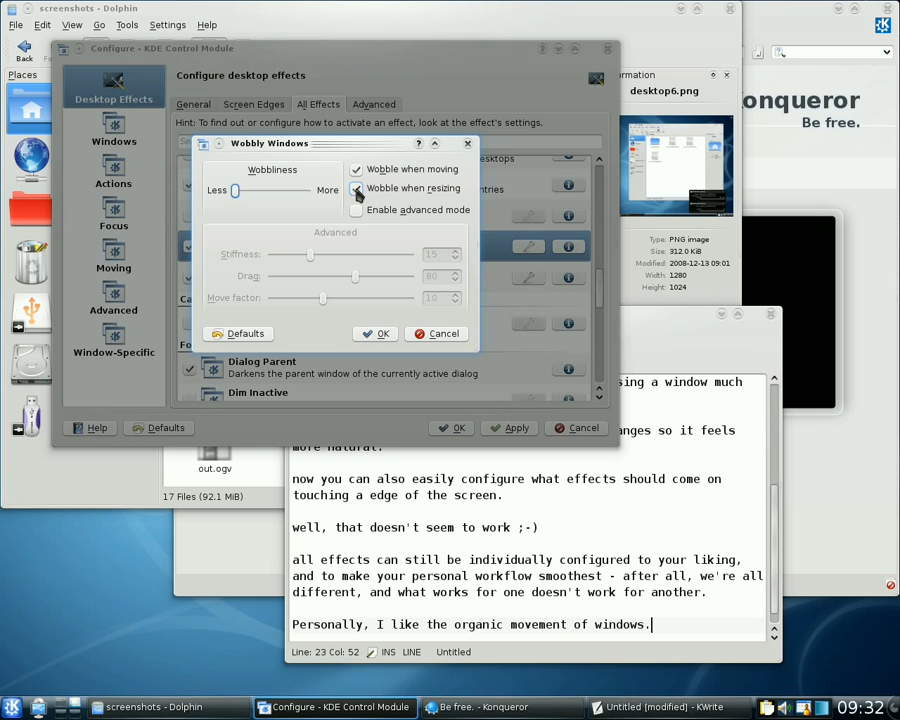 screenshots - Dolphin
File Edit View Go Tools Settings Help
Back
Places
Configure - KDE Control Module
Desktop Effects
Windows
Actions
Focus
Moving
Advanced
Window-Specific
Configure desktop effects
General Screen Edges All Effects Advanced
Hint: To find out or configure how to activate an effect, look at the effect's settings.
Wobbly Windows
Wobbliness
Less More
Wobble when moving
Wobble when resizing
Enable advanced mode
Advanced
Stiffness: 15
Drag: 80
Move factor: 10
Defaults OK Cancel
Dialog Parent
Darkens the parent window of the currently active dialog
Dim Inactive
Help Defaults OK Apply Cancel
out.ogv
17 Files (92.1 MiB)
desktop6.png
Type: PNG image
Size: 312.0 KiB
Modified: 2008-12-13 09:01
Width: 1280
Height: 1024
onqueror
Be free.
a window much
so it feels
more natural.
now you can also easily configure what effects should come on
touching a edge of the screen.
well, that doesn't seem to work ;-)
all effects can still be individually configured to your liking,
and to make your personal workflow smoothest - after all, we're all
different, and what works for one doesn't work for another.
Personally, I like the organic movement of windows.
Line: 23 Col: 52 INS LINE Untitled
screenshots - Dolphin
Configure - KDE Control Module
Be free. - Konqueror
Untitled [modified] - KWrite
09:32